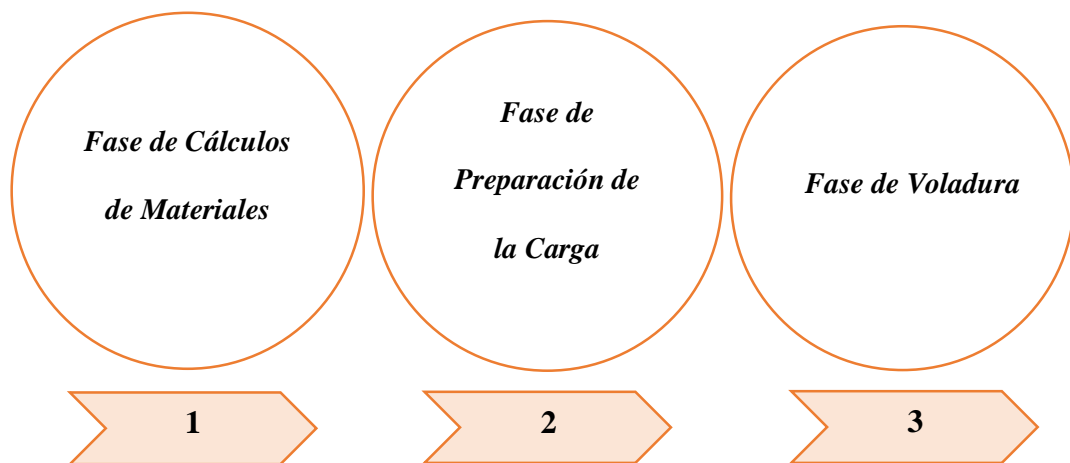 Fase de Cálculos
de Materiales
Fase de
Preparación de
la Carga
Fase de Voladura
1
2
3